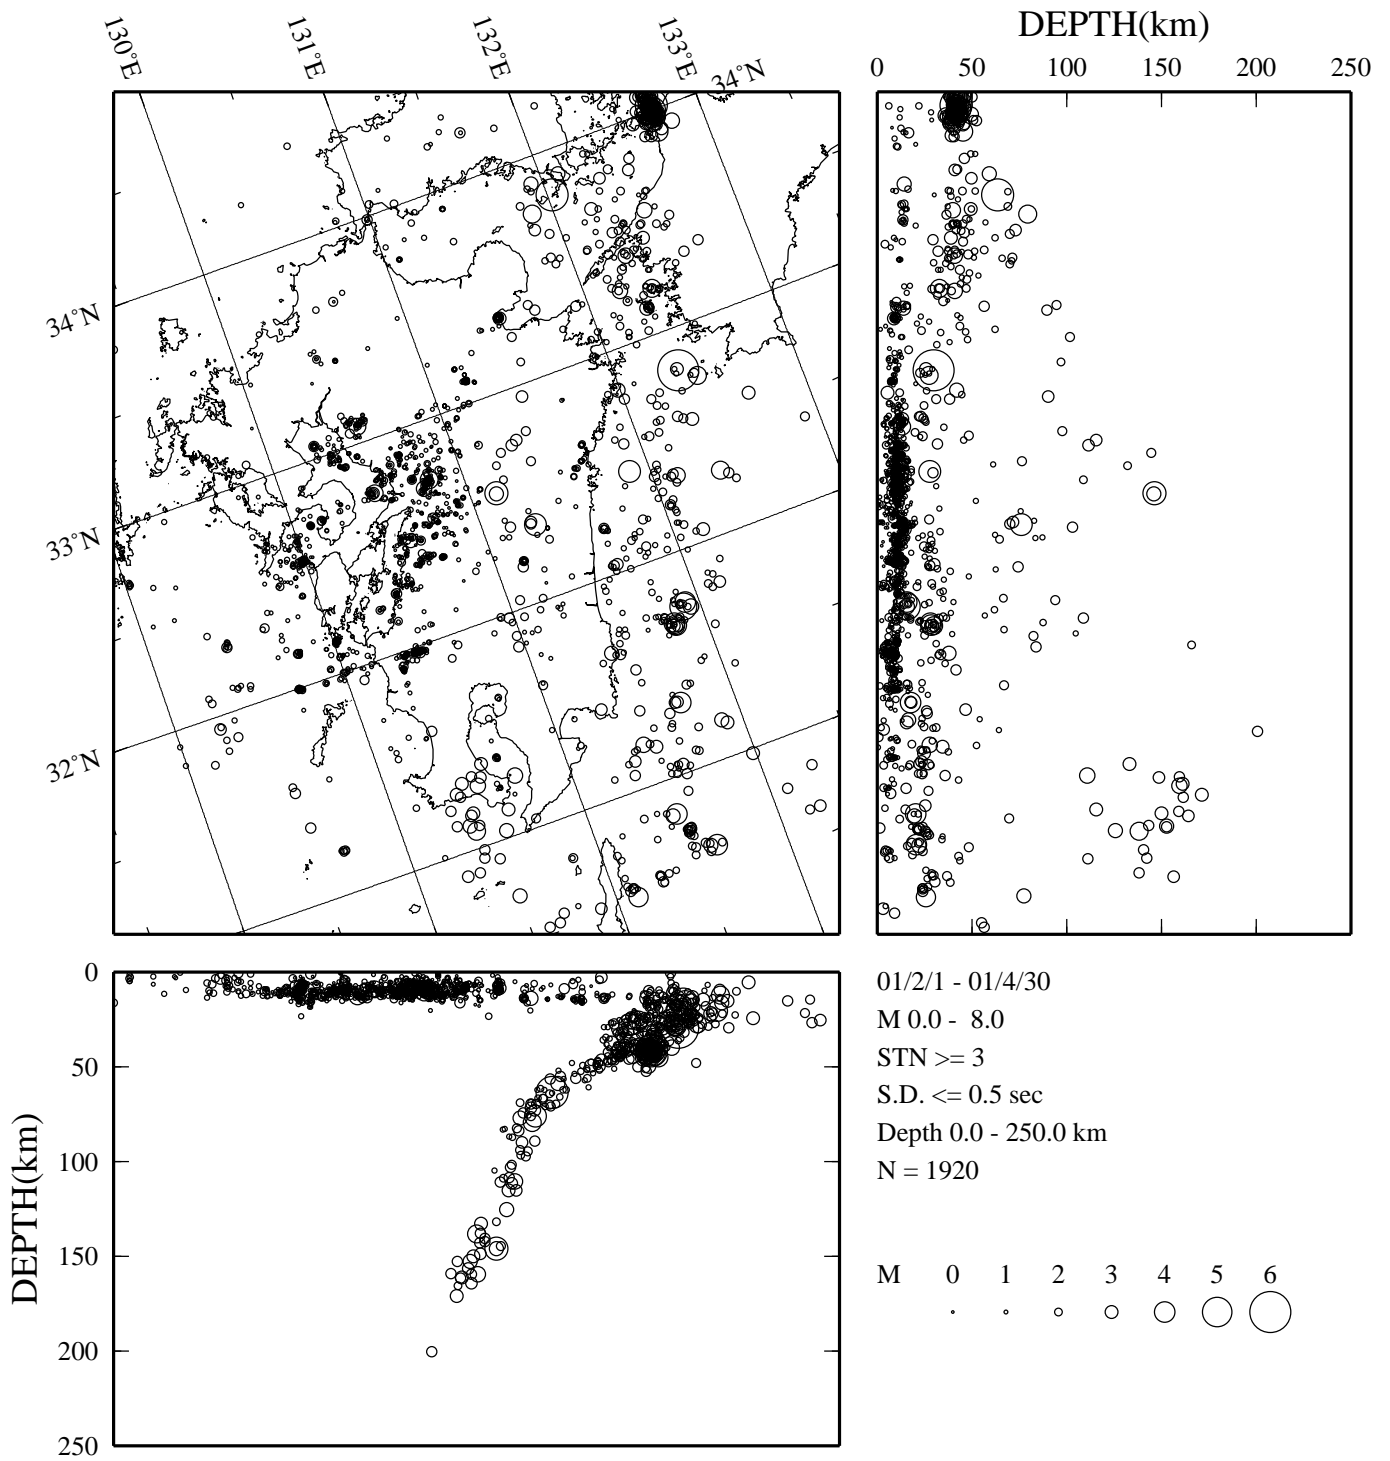 DEPTH(km)
130°E
131°E
132°E
133°E
34°N
0 50 100 150 200 250
34°N
33°N
32°N
DEPTH(km)
0
50
100
150
200
250
01/2/1 - 01/4/30
M 0.0 - 8.0
STN >= 3
S.D. <= 0.5 sec
Depth 0.0 - 250.0 km
N = 1920
M 0 1 2 3 4 5 6